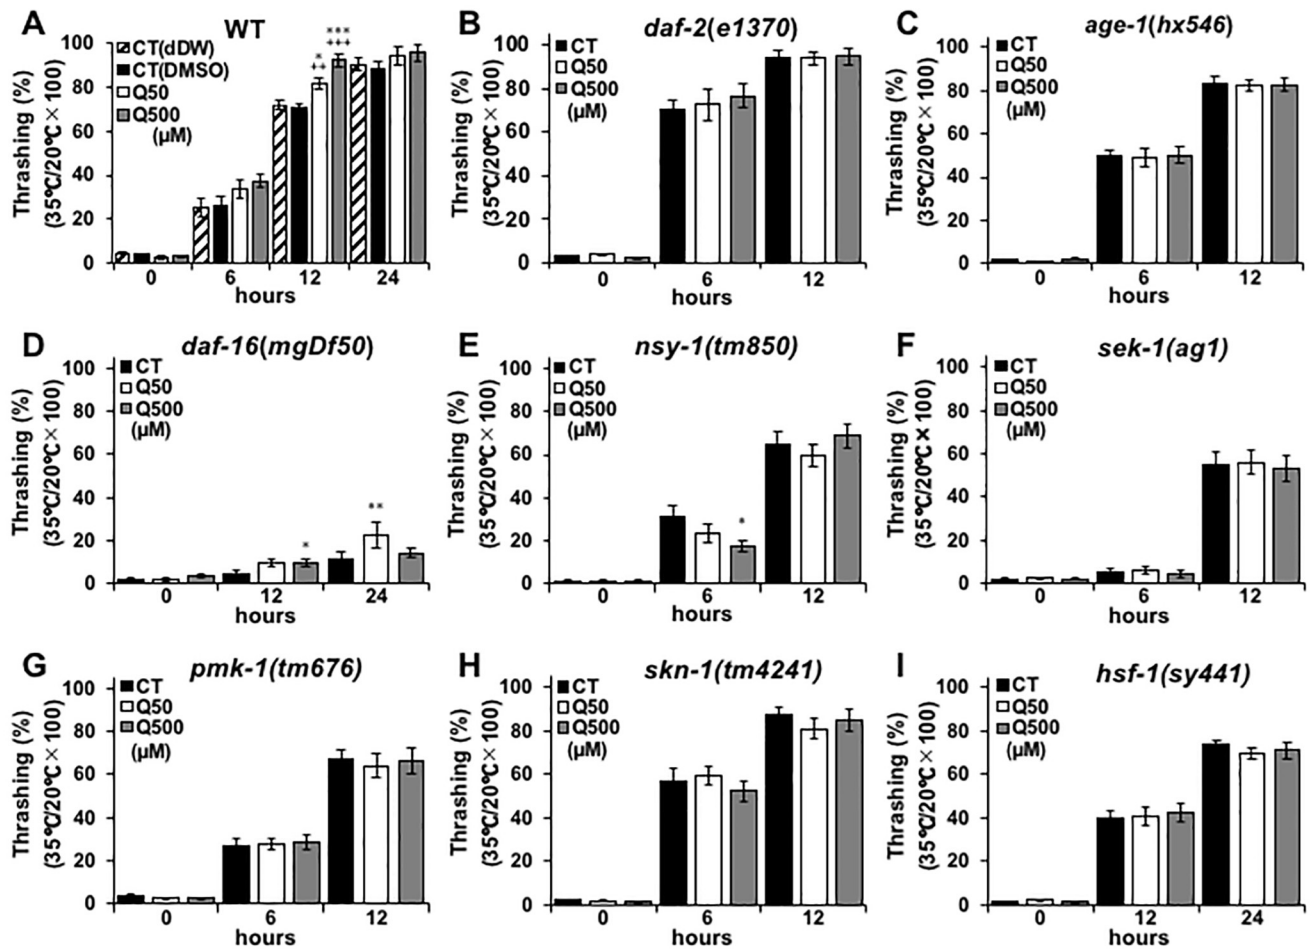 A
WT
CT(dDW)
CT(DMSO)
Q50
Q500
(µM)
Thrashing (%)
(35℃/20℃×100)
100
80
60
40
20
0
***
+++
*
++
0 6 12 24
hours
B
daf-2(e1370)
CT
Q50
Q500
(µM)
Thrashing (%)
(35℃/20℃×100)
100
80
60
40
20
0
0 6 12
hours
C
age-1(hx546)
CT
Q50
Q500
(µM)
Thrashing (%)
(35℃/20℃×100)
100
80
60
40
20
0
0 6 12
hours
D
daf-16(mgDf50)
CT
Q50
Q500
(µM)
Thrashing (%)
(35℃/20℃×100)
100
80
60
40
20
0
*
**
0 12 24
hours
E
nsy-1(tm850)
CT
Q50
Q500
(µM)
Thrashing (%)
(35℃/20℃×100)
100
80
60
40
20
0
*
0 6 12
hours
F
sek-1(ag1)
CT
Q50
Q500
(µM)
Thrashing (%)
(35℃/20℃×100)
100
80
60
40
20
0
0 6 12
hours
G
pmk-1(tm676)
CT
Q50
Q500
(µM)
Thrashing (%)
(35℃/20℃×100)
100
80
60
40
20
0
0 6 12
hours
H
skn-1(tm4241)
CT
Q50
Q500
(µM)
Thrashing (%)
(35℃/20℃×100)
100
80
60
40
20
0
0 6 12
hours
I
hsf-1(sy441)
CT
Q50
Q500
(µM)
Thrashing (%)
(35℃/20℃×100)
100
80
60
40
20
0
0 12 24
hours